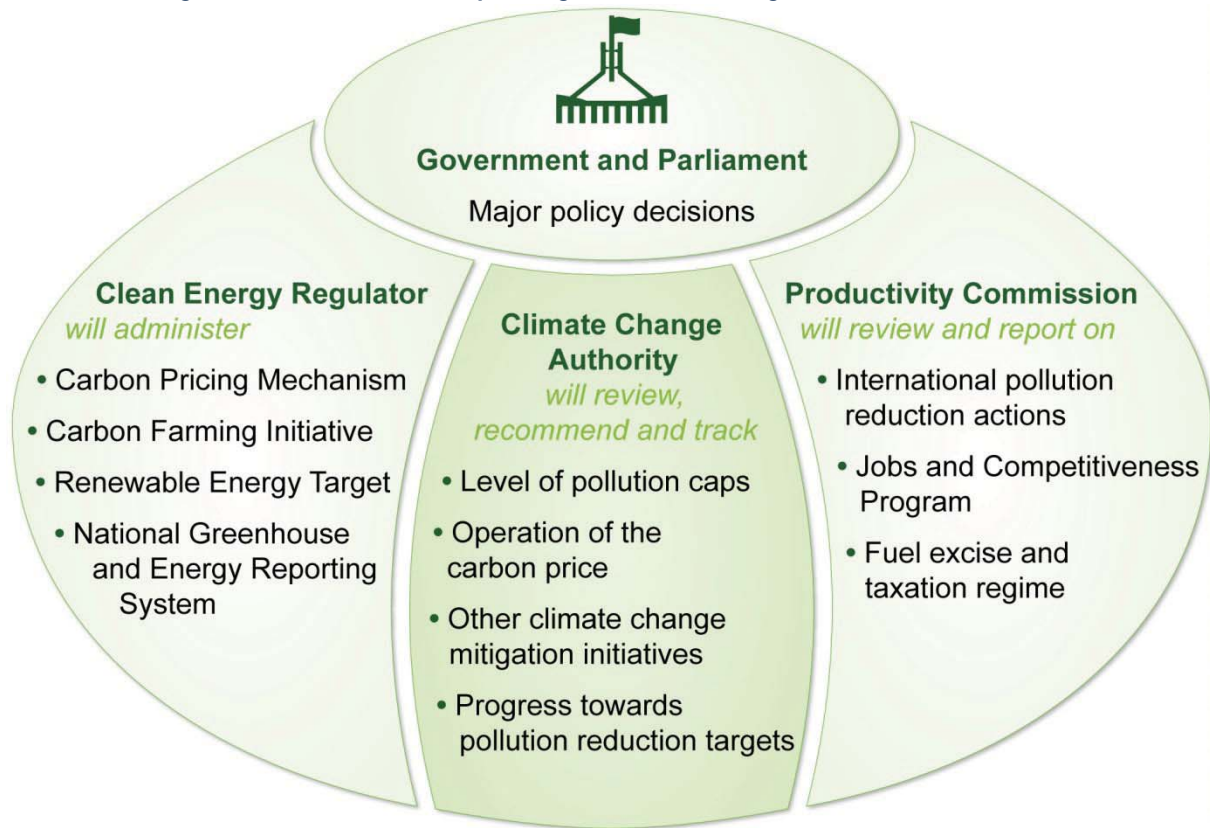 Government and Parliament
Major policy decisions
Clean Energy Regulator
will administer
• Carbon Pricing Mechanism
• Carbon Farming Initiative
• Renewable Energy Target
• National Greenhouse
and Energy Reporting
System
Climate Change
Authority
will review,
recommend and track
• Level of pollution caps
• Operation of the
carbon price
• Other climate change
mitigation initiatives
• Progress towards
pollution reduction targets
Productivity Commission
will review and report on
• International pollution
reduction actions
• Jobs and Competitiveness
Program
• Fuel excise and
taxation regime